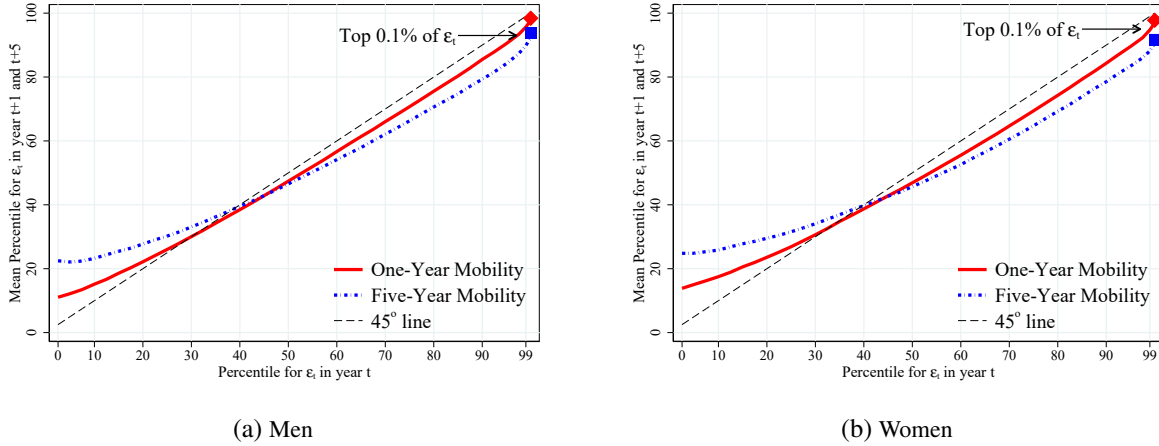 Mean Percentile for εt in year t+1 and t+5
100
80
60
40
20
0
Top 0.1% of εt
One-Year Mobility
Five-Year Mobility
45° line
0 10 20 30 40 50 60 70 80 90 99
Percentile for εt in year t
(a) Men
Mean Percentile for εt in year t+1 and t+5
100
80
60
40
20
0
Top 0.1% of εt
One-Year Mobility
Five-Year Mobility
45° line
0 10 20 30 40 50 60 70 80 90 99
Percentile for εt in year t
(b) Women